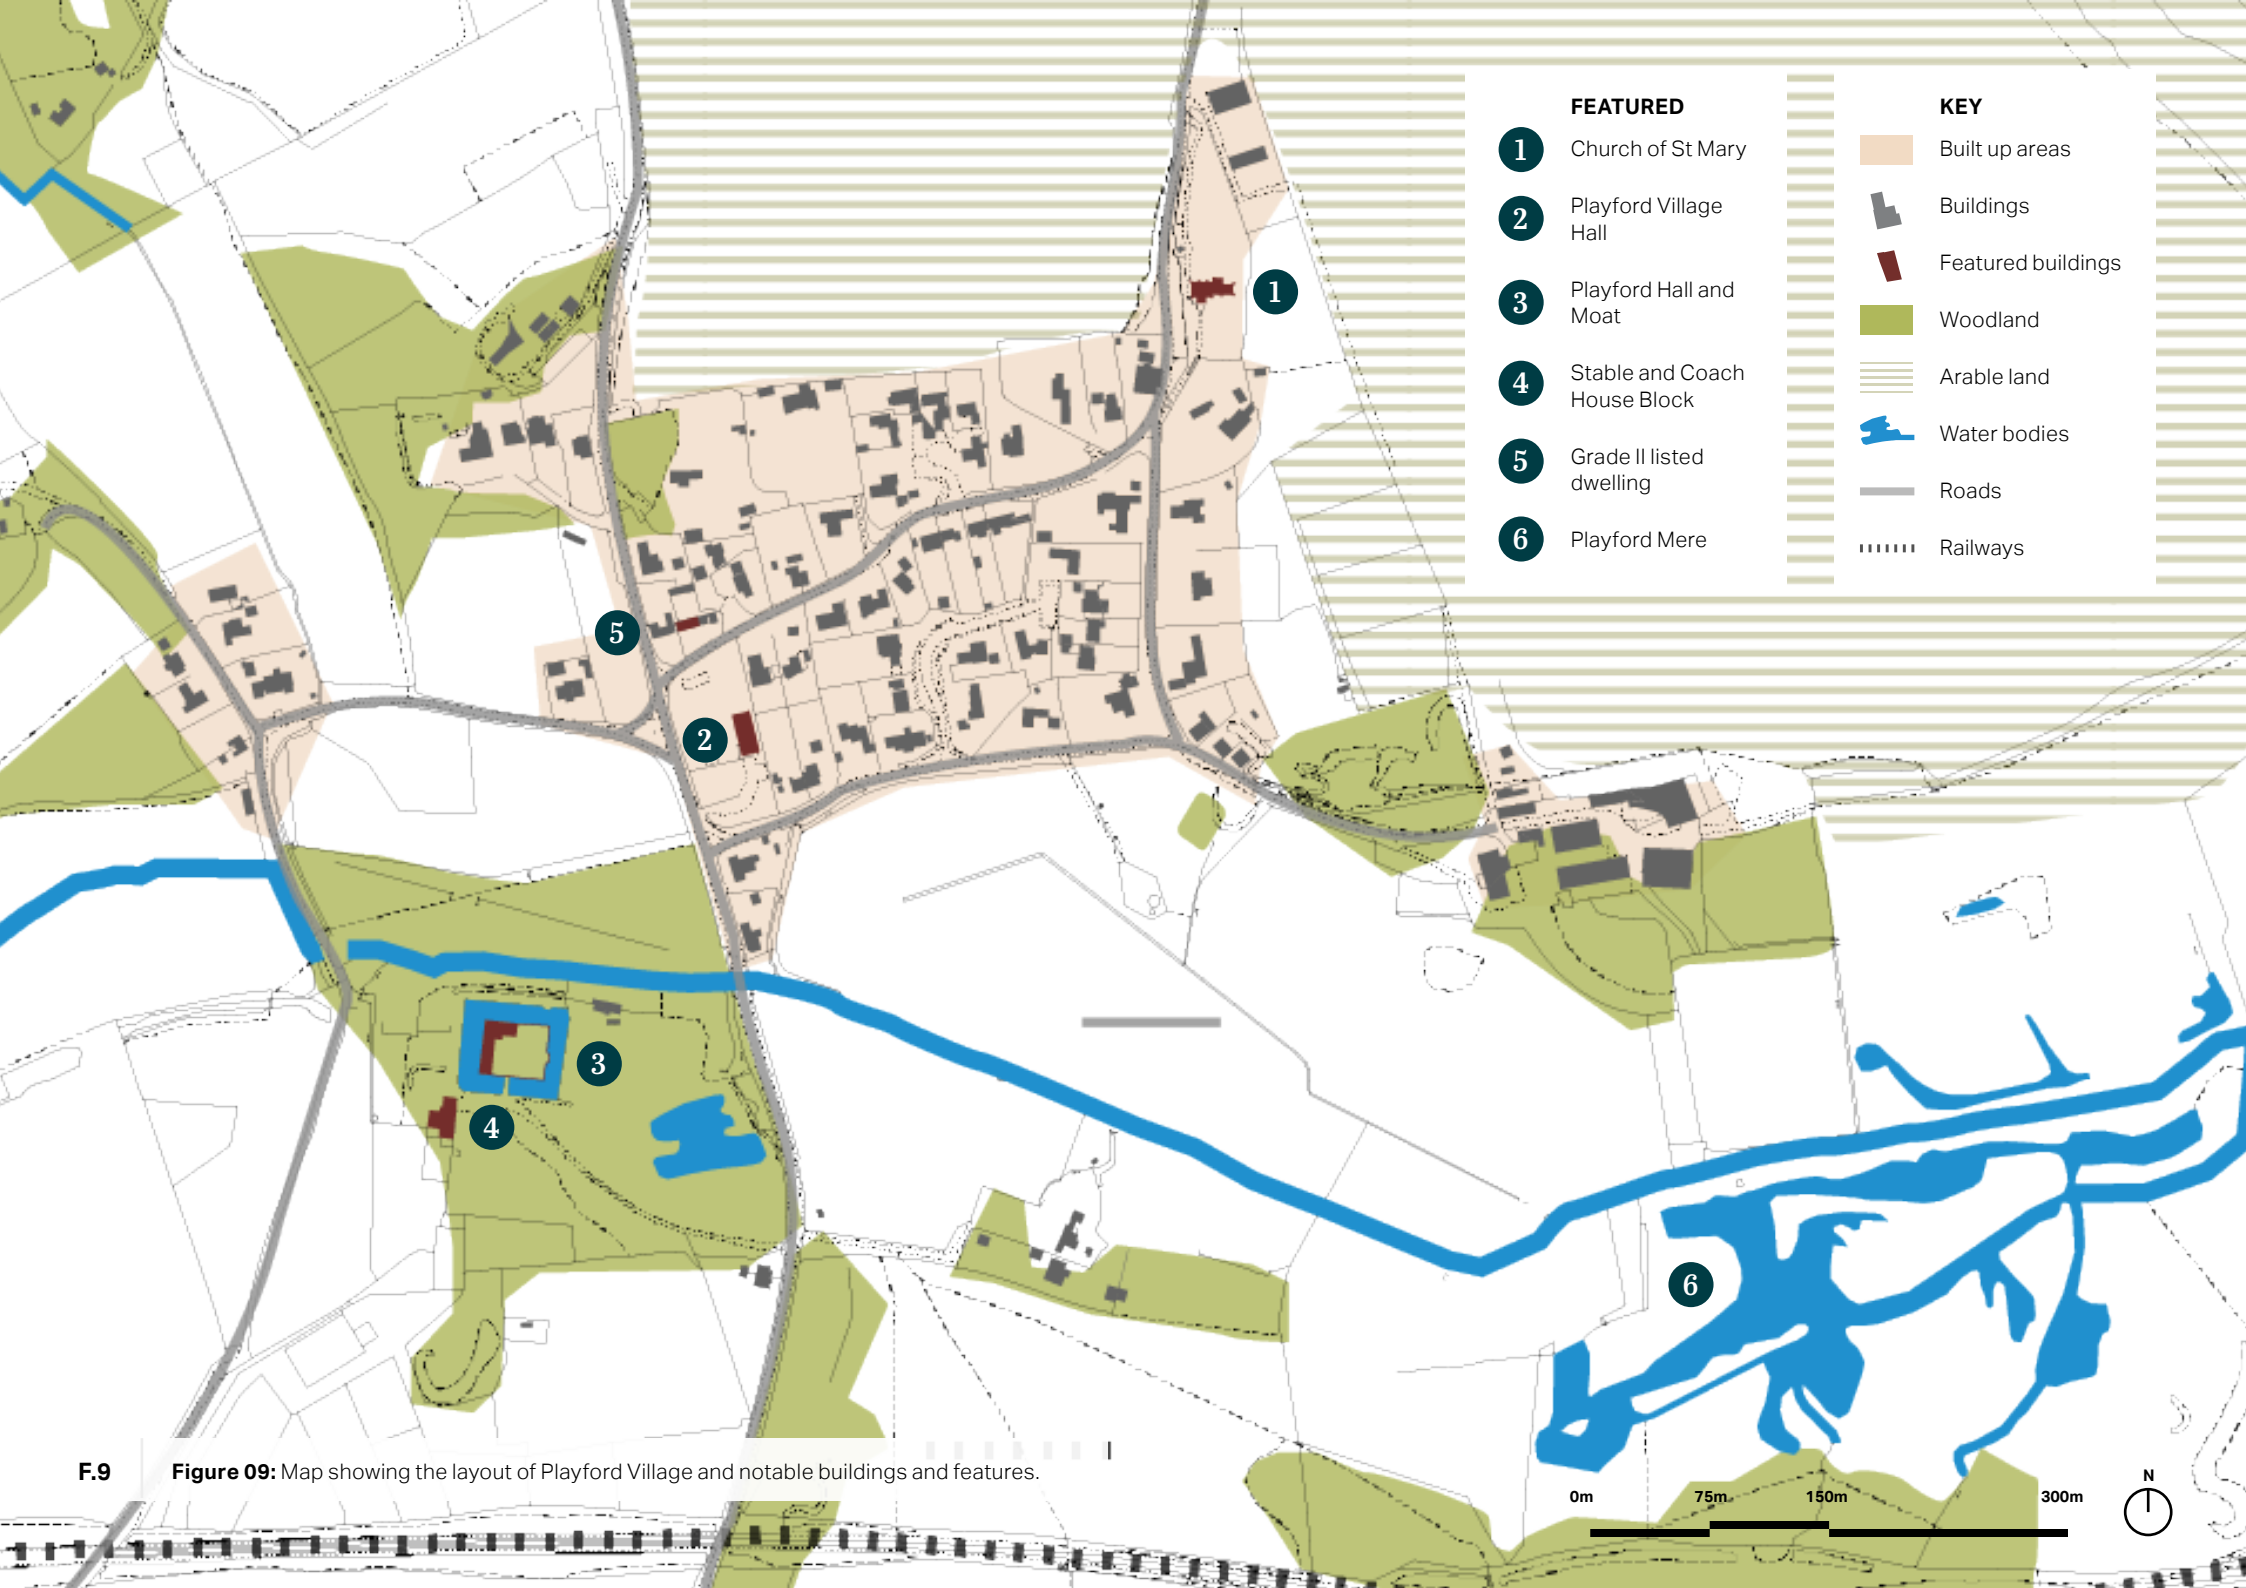 FEATURED
1 Church of St Mary
2 Playford Village
Hall
3 Playford Hall and
Moat
4 Stable and Coach
House Block
5 Grade II listed
dwelling
6 Playford Mere
KEY
Built up areas
Buildings
Featured buildings
Woodland
Arable land
Water bodies
Roads
Railways
1
5
2
3
4
6
F.9 Figure 09: Map showing the layout of Playford Village and notable buildings and features.
0m 75m 150m 300m
N